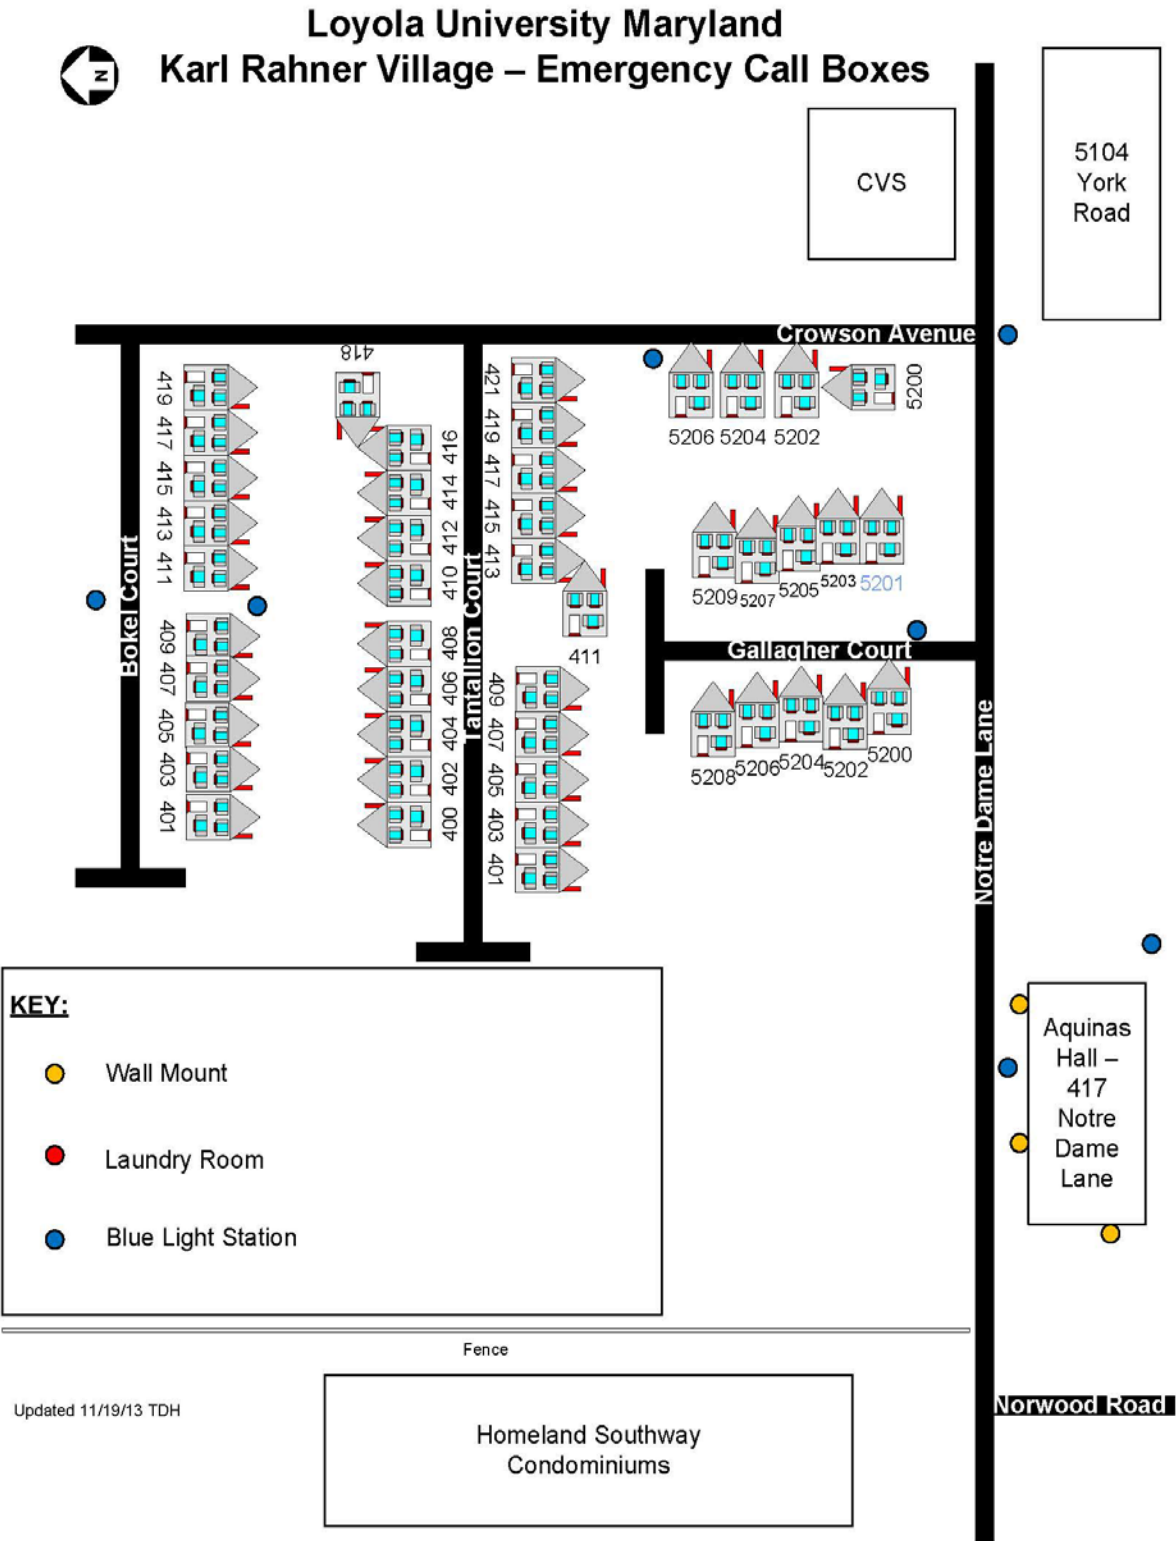 Loyola University Maryland
Karl Rahner Village – Emergency Call Boxes
N
CVS
5104
York
Road
Crowson Avenue
418
419
417
415
413
411
409
407
405
403
401
Bokel Court
416
414
412
410
408
406
404
402
400
Tahallion Court
421
419
417
415
413
411
409
407
405
403
401
5206 5204 5202
5200
5209 5207 5205 5203 5201
Gallagher Court
5208 5206 5204 5202 5200
Notre Dame Lane
KEY:
Wall Mount
Laundry Room
Blue Light Station
Aquinas
Hall –
417
Notre
Dame
Lane
Fence
Updated 11/19/13 TDH
Homeland Southway
Condominiums
Norwood Road